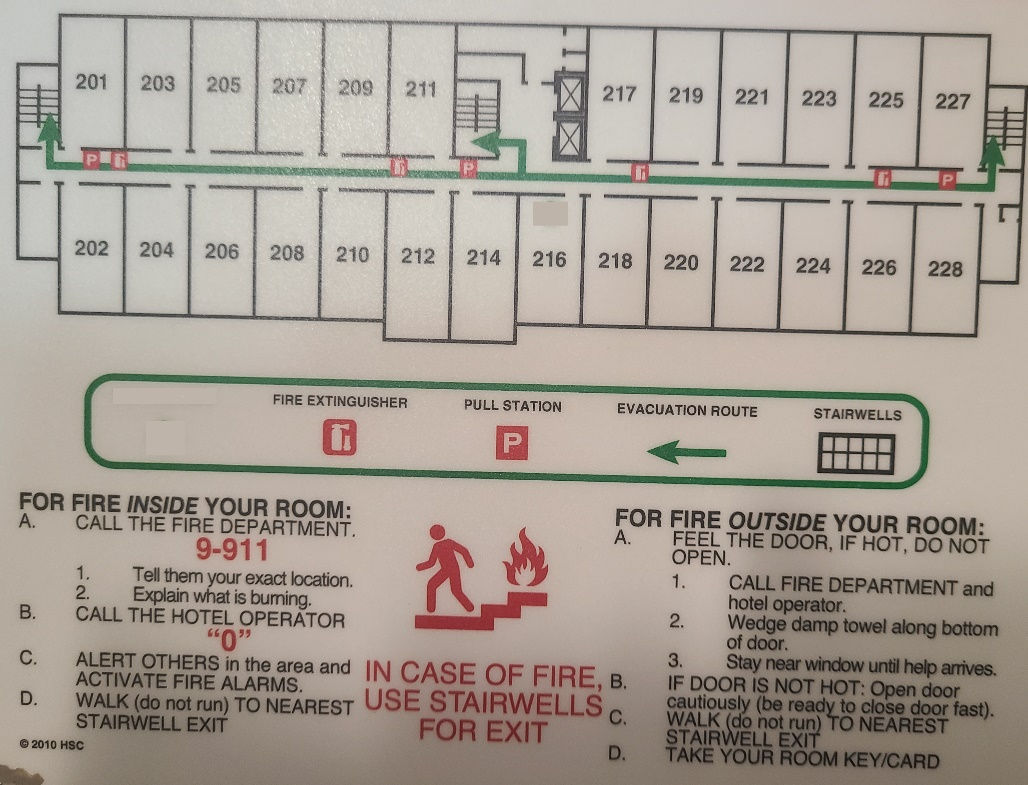 201 203 205 207 209 211 217 219 221 223 225 227
P P P
202 204 206 208 210 212 214 216 218 220 222 224 226 228
FIRE EXTINGUISHER PULL STATION EVACUATION ROUTE STAIRWELLS
P
FOR FIRE INSIDE YOUR ROOM:
A. CALL THE FIRE DEPARTMENT.
9-911
1. Tell them your exact location.
2. Explain what is burning.
B. CALL THE HOTEL OPERATOR
“0”
C. ALERT OTHERS in the area and
ACTIVATE FIRE ALARMS.
D. WALK (do not run) TO NEAREST
STAIRWELL EXIT
© 2010 HSC
IN CASE OF FIRE,
USE STAIRWELLS
FOR EXIT
FOR FIRE OUTSIDE YOUR ROOM:
A. FEEL THE DOOR, IF HOT, DO NOT
OPEN.
1. CALL FIRE DEPARTMENT and
hotel operator.
2. Wedge damp towel along bottom
of door.
3. Stay near window until help arrives.
B. IF DOOR IS NOT HOT: Open door
cautiously (be ready to close door fast).
C. WALK (do not run) TO NEAREST
STAIRWELL EXIT
D. TAKE YOUR ROOM KEY/CARD